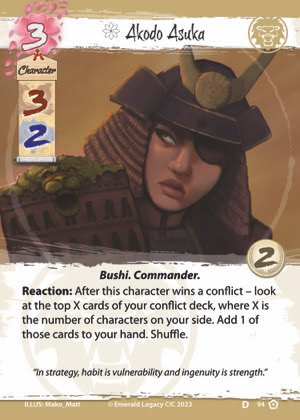 3
Akodo Asuka
Character
3
2
2
Bushi. Commander.
Reaction: After this character wins a conflict – look
at the top X cards of your conflict deck, where X is
the number of characters on your side. Add 1 of
those cards to your hand. Shuffle.
"In strategy, habit is vulnerability and ingenuity is strength."
ILLUS: Mako_Matt © Emerald Legacy CIC 2023 D 94